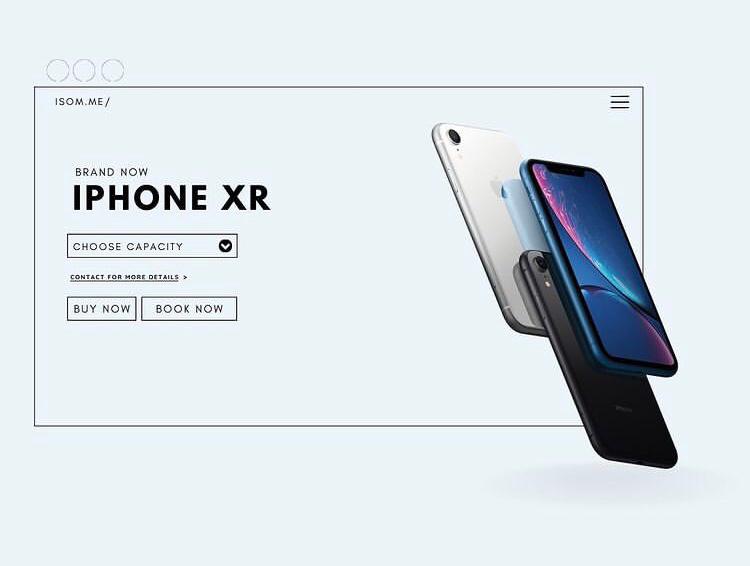 ISOM.ME/
BRAND NOW
IPHONE XR
CHOOSE CAPACITY
CONTACT FOR MORE DETAILS >
BUY NOW
BOOK NOW